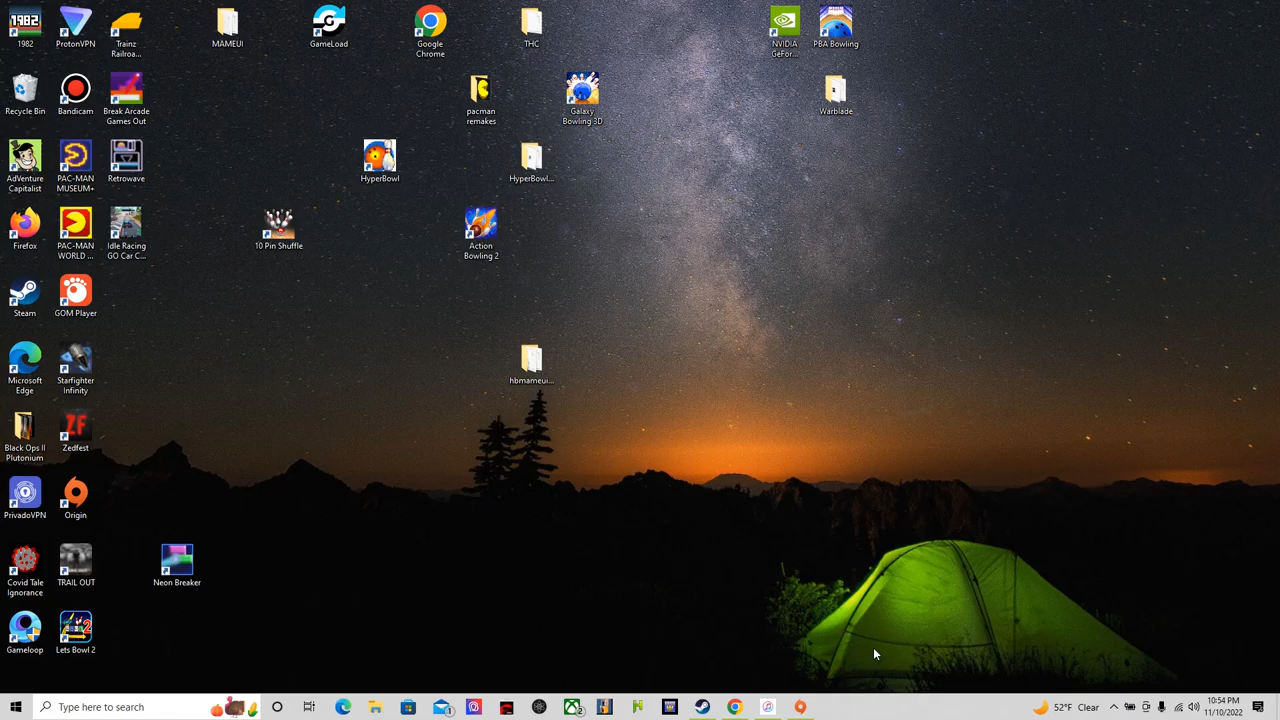 1982
ProtonVPN
Trainz
Railroa...
MAMEUI
GameLoad
Google
Chrome
THC
NVIDIA
GeFor...
PBA Bowling
Recycle Bin
Bandicam
Break Arcade
Games Out
pacman
remakes
Galaxy
Bowling 3D
Warblade
AdVenture
Capitalist
PAC-MAN
MUSEUM+
Retrowave
HyperBowl
HyperBowl...
Firefox
PAC-MAN
WORLD ...
Idle Racing
GO Car C...
10 Pin Shuffle
Action
Bowling 2
Steam
GOM Player
Microsoft
Edge
Starfighter
Infinity
hbmameui...
Black Ops II
Plutonium
ZF
Zedfest
PrivadoVPN
Origin
Covid Tale
Ignorance
TRAIL OUT
Neon Breaker
Gameloop
Lets Bowl 2
Type here to search
52°F Clear
10:54 PM
11/10/2022